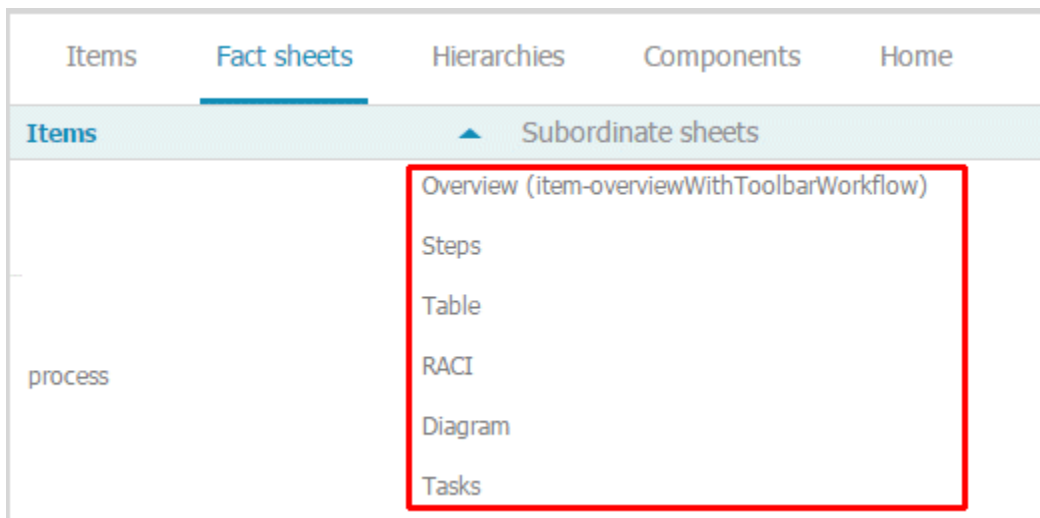 Items Fact sheets Hierarchies Components Home
Items Subordinate sheets
Overview (item-overviewWithToolbarWorkflow)
Steps
Table
RACI
process
Diagram
Tasks